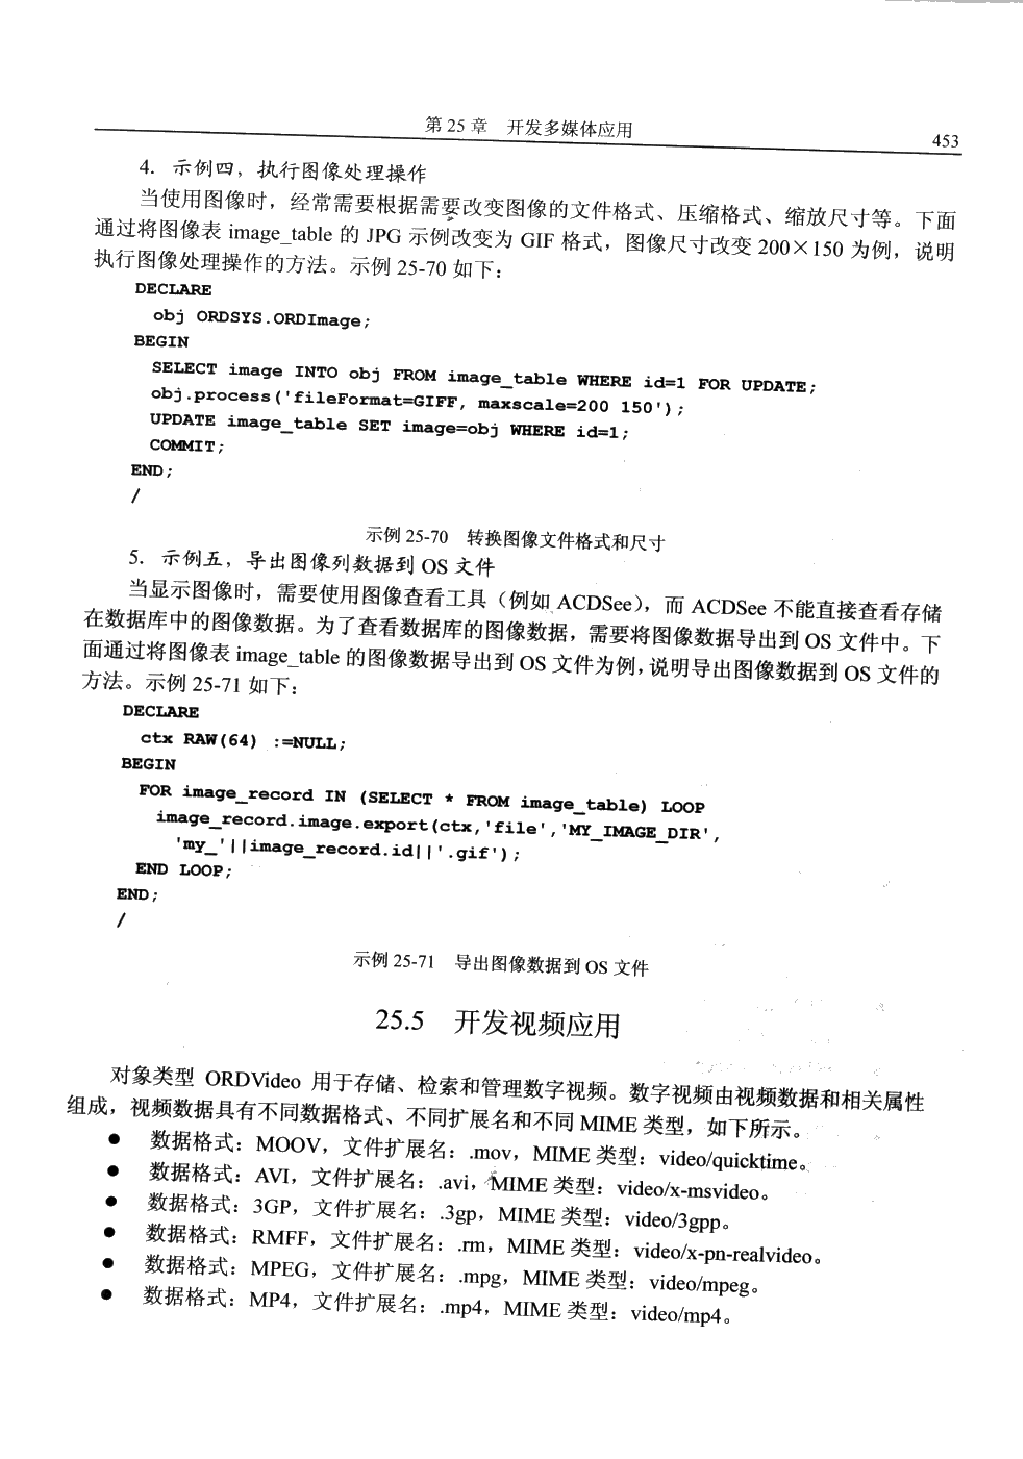 第 25 章 开发多媒体应用
453
4. 示例四，执行图像处理操作
当使用图像时，经常需要根据需要改变图像的文件格式、压缩格式、缩放尺寸等。下面
通过将图像表 image_table 的 JPG 示例改变为 GIF 格式，图像尺寸改变 200×150 为例，说明
执行图像处理操作的方法。示例 25-70 如下：
DECLARE
obj ORDSYS.ORDImage;
BEGIN
SELECT image INTO obj FROM image_table WHERE id=1 FOR UPDATE;
obj.process('fileFormat=GIFF, maxscale=200 150');
UPDATE image_table SET image=obj WHERE id=1;
COMMIT;
END;
/
示例 25-70 转换图像文件格式和尺寸
5. 示例五，导出图像列数据到 OS 文件
当显示图像时，需要使用图像查看工具（例如 ACDSee），而 ACDSee 不能直接查看存储
在数据库中的图像数据。为了查看数据库的图像数据，需要将图像数据导出到 OS 文件中。下
面通过将图像表 image_table 的图像数据导出到 OS 文件为例，说明导出图像数据到 OS 文件的
方法。示例 25-71 如下：
DECLARE
ctx RAW(64) :=NULL;
BEGIN
FOR image_record IN (SELECT * FROM image_table) LOOP
image_record.image.export(ctx,'file','MY_IMAGE_DIR',
'my_'||image_record.id||'.gif');
END LOOP;
END;
/
示例 25-71 导出图像数据到 OS 文件
25.5 开发视频应用
对象类型 ORDVideo 用于存储、检索和管理数字视频。数字视频由视频数据和相关属性
组成，视频数据具有不同数据格式、不同扩展名和不同 MIME 类型，如下所示。
● 数据格式：MOOV，文件扩展名：.mov，MIME 类型：video/quicktime。
● 数据格式：AVI，文件扩展名：.avi，MIME 类型：video/x-msvideo。
● 数据格式：3GP，文件扩展名：.3gp，MIME 类型：video/3gpp。
● 数据格式：RMFF，文件扩展名：.rm，MIME 类型：video/x-pn-realvideo。
● 数据格式：MPEG，文件扩展名：.mpg，MIME 类型：video/mpeg。
● 数据格式：MP4，文件扩展名：.mp4，MIME 类型：video/mp4。